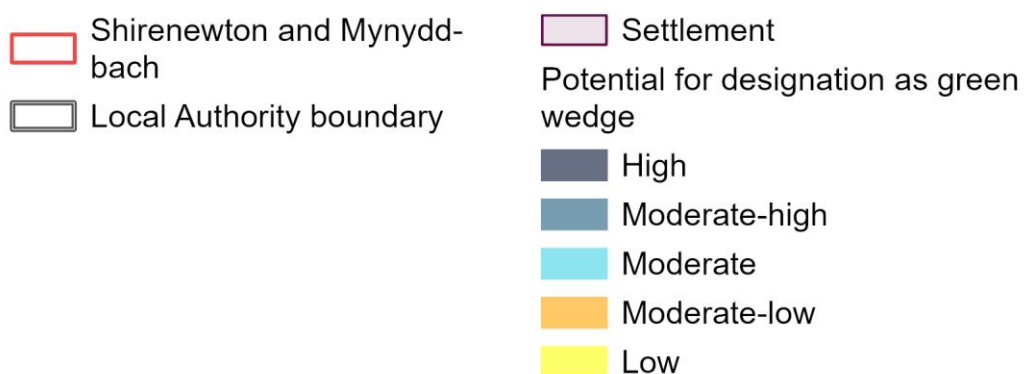 Shirenewton and Mynydd-
bach
Local Authority boundary
Settlement
Potential for designation as green
wedge
High
Moderate-high
Moderate
Moderate-low
Low